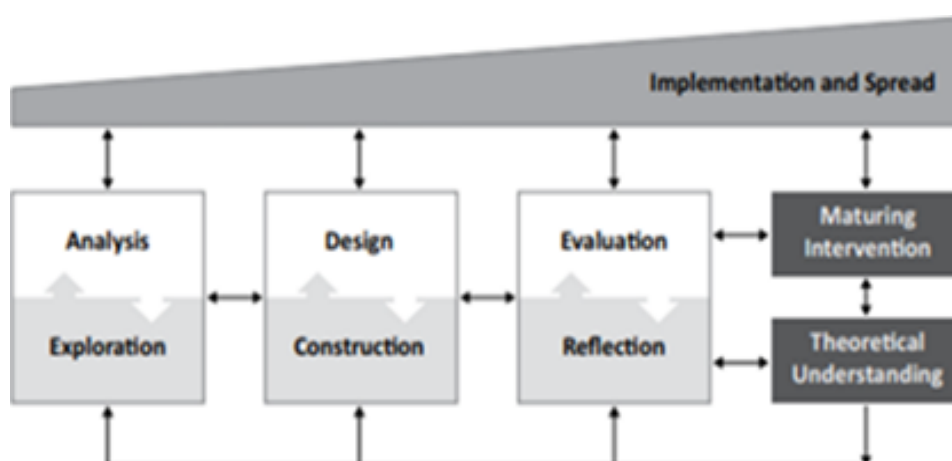 Implementation and Spread
Analysis
Exploration
Design
Construction
Evaluation
Reflection
Maturing
Intervention
Theoretical
Understanding